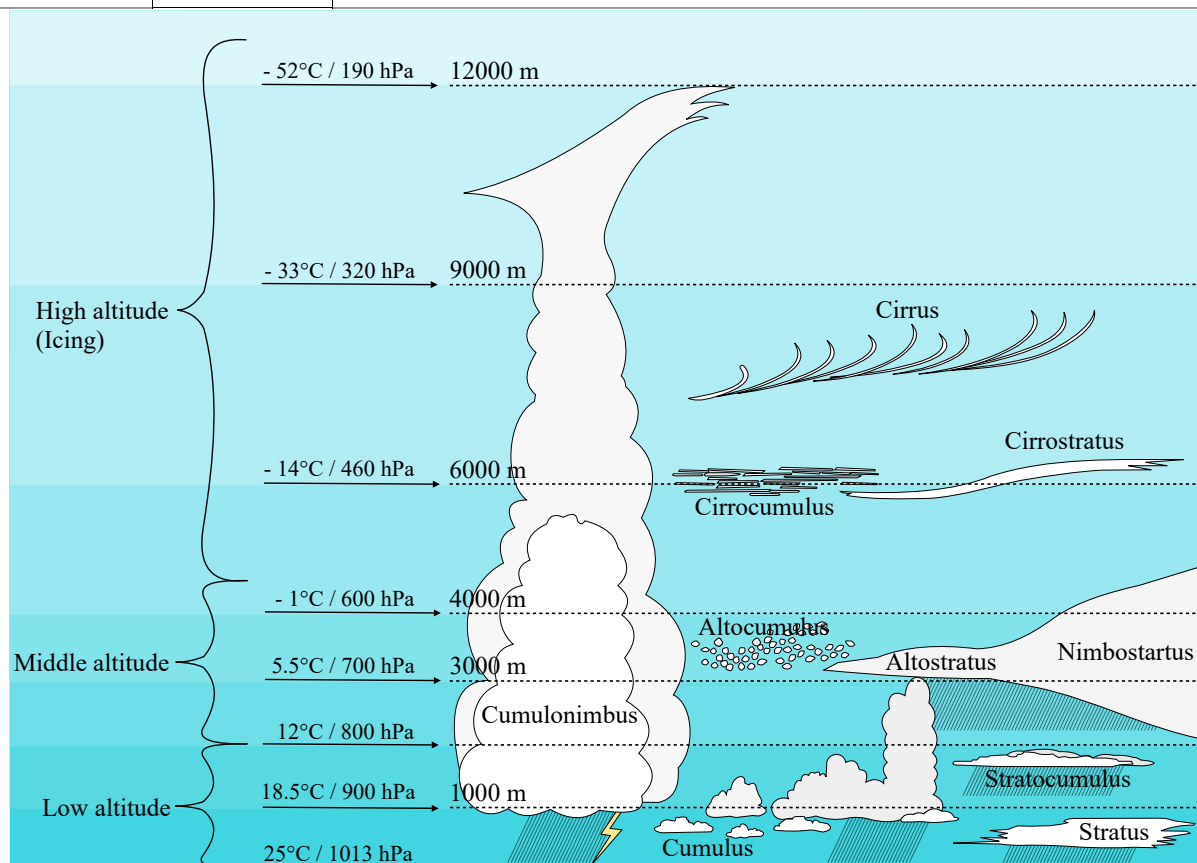 - 52°C / 190 hPa 12000 m
- 33°C / 320 hPa 9000 m
High altitude
(Icing)
Cirrus
Cirrostratus
- 14°C / 460 hPa 6000 m
Cirrocumulus
- 1°C / 600 hPa 4000 m
Altocumulus
Middle altitude
5.5°C / 700 hPa 3000 m
Altostratus
Nimbostartus
Cumulonimbus
12°C / 800 hPa
Stratocumulus
Low altitude
18.5°C / 900 hPa 1000 m
Stratus
Cumulus
25°C / 1013 hPa